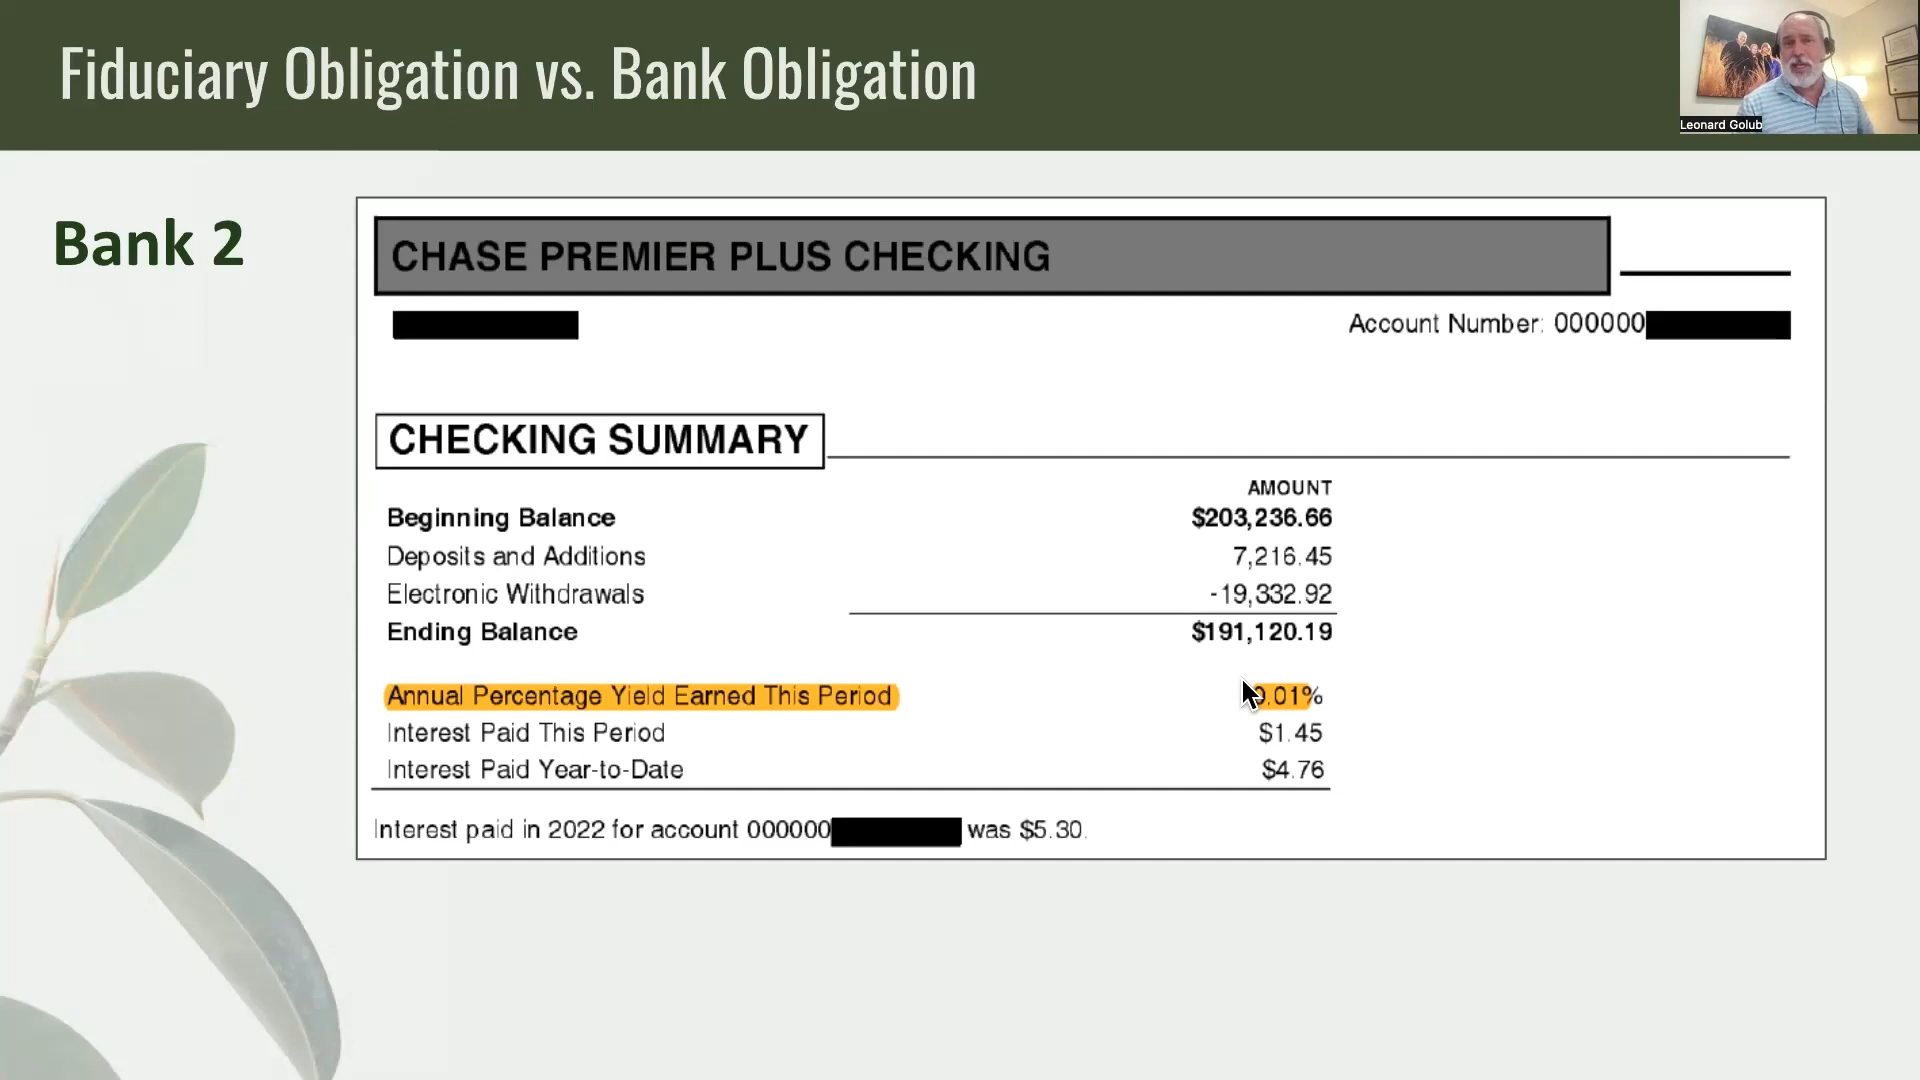 Fiduciary Obligation vs. Bank Obligation
Leonard Golub
Bank 2
CHASE PREMIER PLUS CHECKING
Account Number: 000000
CHECKING SUMMARY
AMOUNT
Beginning Balance $203,236.66
Deposits and Additions 7,216.45
Electronic Withdrawals -19,332.92
Ending Balance $191,120.19
Annual Percentage Yield Earned This Period 0.01%
Interest Paid This Period $1.45
Interest Paid Year-to-Date $4.76
Interest paid in 2022 for account 000000 was $5.30.